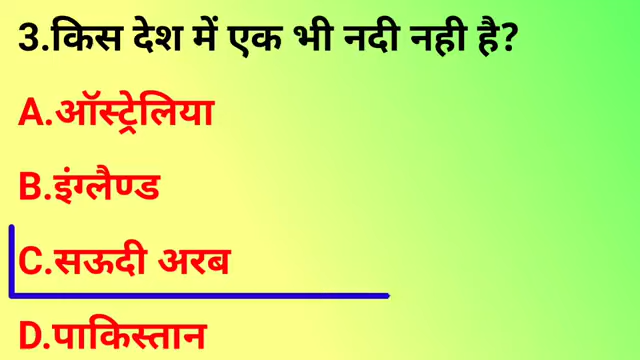 3.किस देश में एक भी नदी नही है?
A.ऑस्ट्रेलिया
B.इंग्लैण्ड
C.सऊदी अरब
D.पाकिस्तान